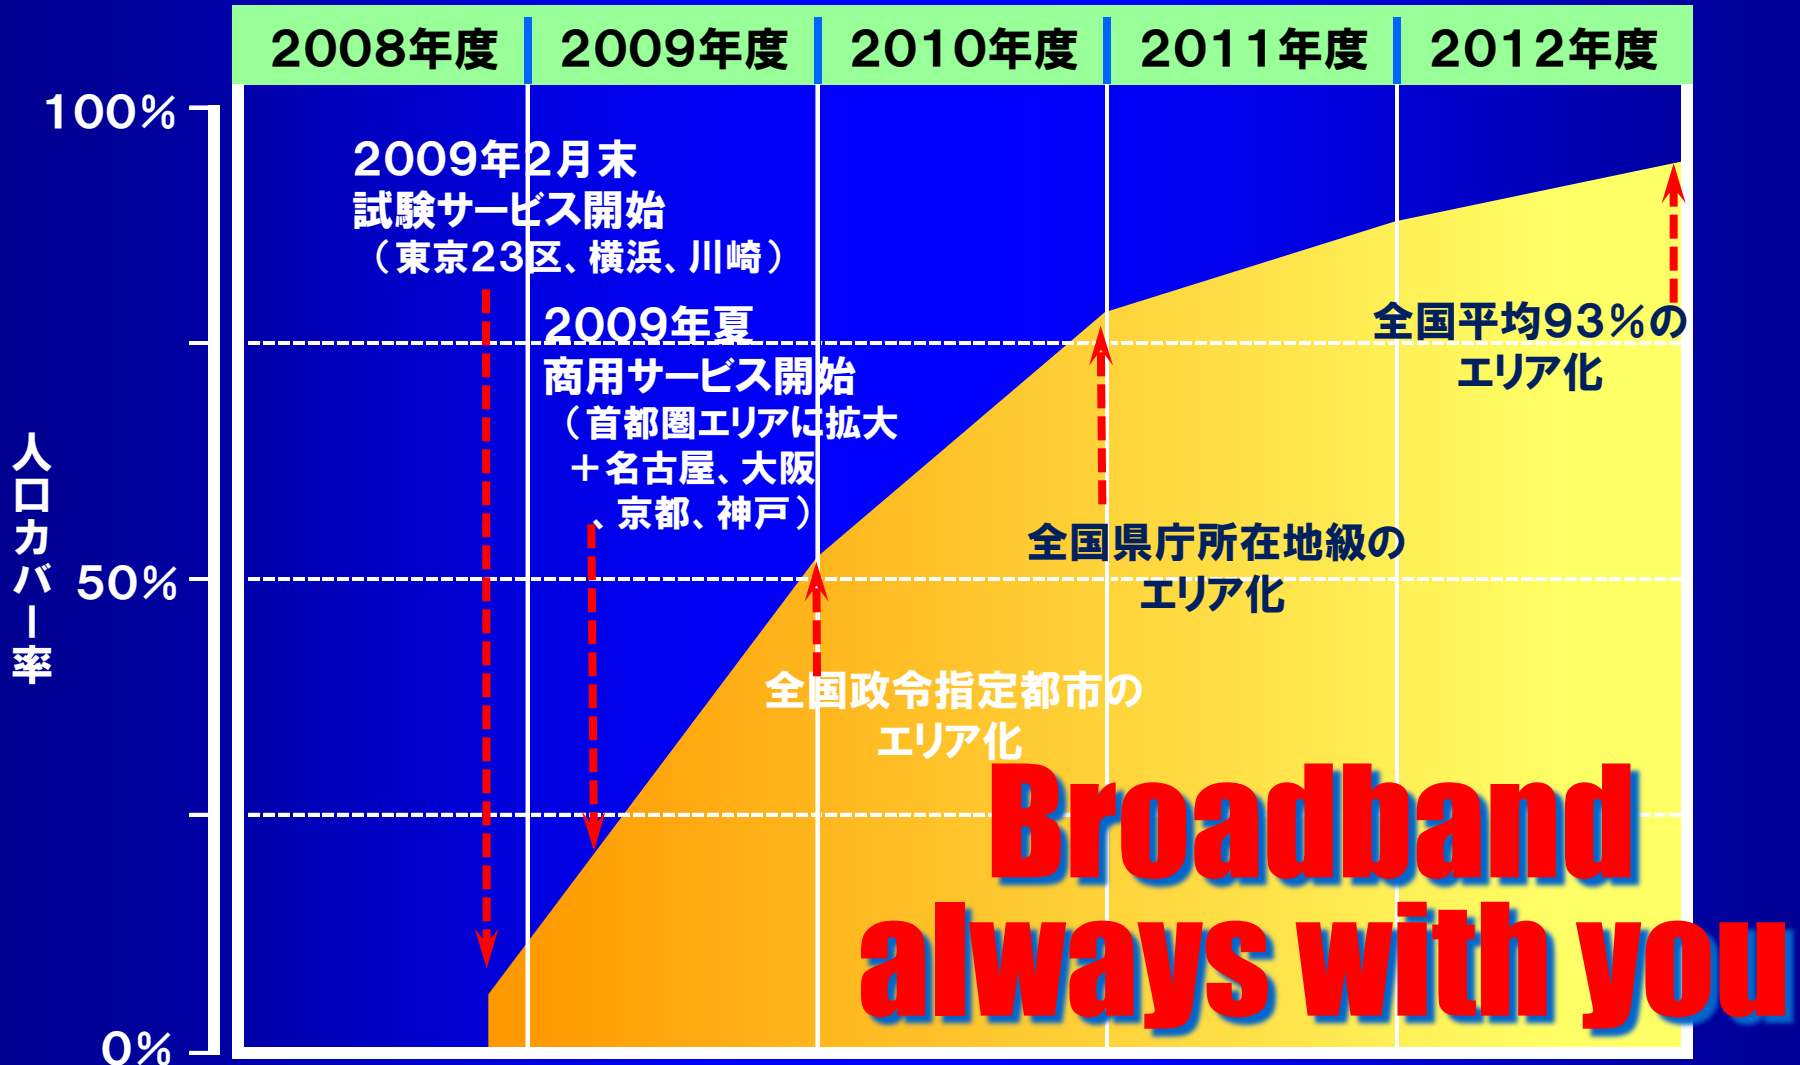 2008年度
2009年度
2010年度
2011年度
2012年度
100%
50%
0%
人口カバー率
2009年2月末
試験サービス開始
（東京23区、横浜、川崎）
2009年夏
商用サービス開始
（首都圏エリアに拡大
＋名古屋、大阪
、京都、神戸）
全国政令指定都市の
エリア化
全国県庁所在地級の
エリア化
全国平均93%の
エリア化
Broadband
always with you